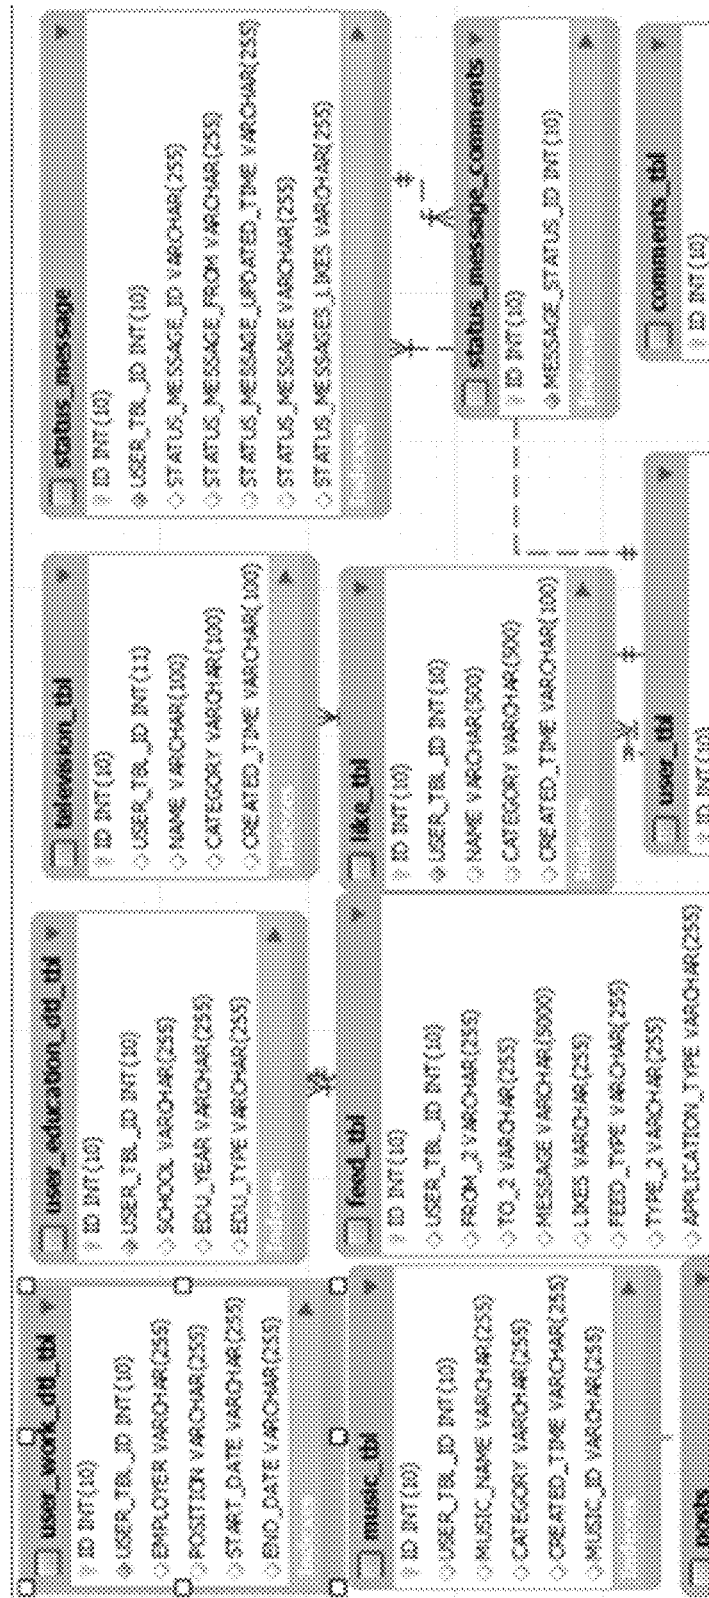 user_work_dtl_tbl
ID INT(10)
USER_TBL_ID INT(10)
EMPLOYER VARCHAR(255)
POSITION VARCHAR(255)
START_DATE VARCHAR(255)
END_DATE VARCHAR(255)
user_education_dtl_tbl
ID INT(10)
USER_TBL_ID INT(10)
SCHOOL VARCHAR(255)
EDU_YEAR VARCHAR(255)
EDU_TYPE VARCHAR(255)
television_tbl
ID INT(10)
USER_TBL_ID INT(11)
NAME VARCHAR(100)
CATEGORY VARCHAR(100)
CREATED_TIME VARCHAR(100)
status_message
ID INT(10)
USER_TBL_ID INT(10)
STATUS_MESSAGE_ID VARCHAR(255)
STATUS_MESSAGE_FROM VARCHAR(255)
STATUS_MESSAGE_UPDATED_TIME VARCHAR(255)
STATUS_MESSAGE VARCHAR(255)
STATUS_MESSAGES_LIKES VARCHAR(255)
music_tbl
ID INT(10)
USER_TBL_ID INT(10)
MUSIC_NAME VARCHAR(255)
CATEGORY VARCHAR(255)
CREATED_TIME VARCHAR(255)
MUSIC_ID VARCHAR(255)
feed_tbl
ID INT(10)
USER_TBL_ID INT(10)
FROM_2 VARCHAR(255)
TO_2 VARCHAR(255)
MESSAGE VARCHAR(5000)
LIKES VARCHAR(255)
FEED_TYPE VARCHAR(255)
TYPE_2 VARCHAR(255)
APPLICATION_TYPE VARCHAR(255)
like_tbl
ID INT(10)
USER_TBL_ID INT(10)
NAME VARCHAR(500)
CATEGORY VARCHAR(500)
CREATED_TIME VARCHAR(100)
status_message_comments
ID INT(10)
MESSAGE_STATUS_ID INT(10)
posts
user_tbl
ID INT(10)
comments_tbl
ID INT(10)